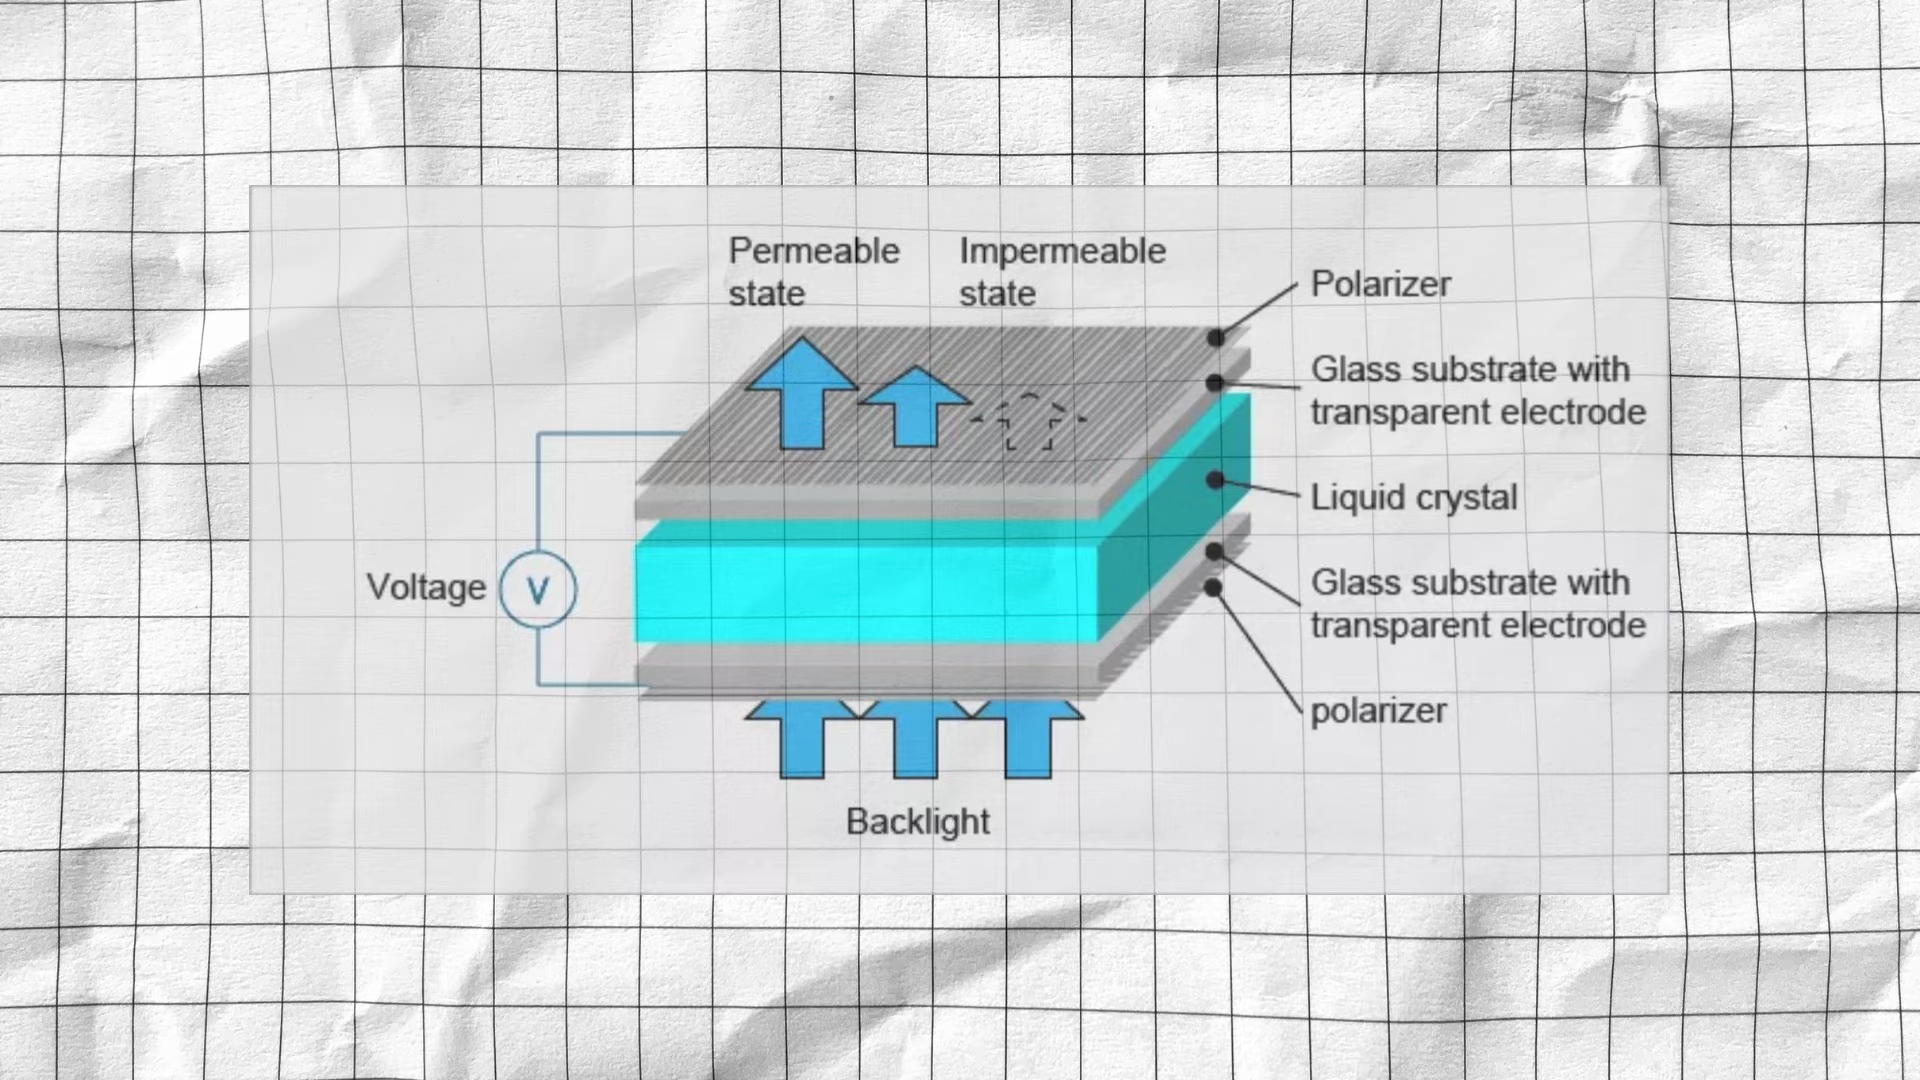 Permeable
state
Impermeable
state
Polarizer
Glass substrate with
transparent electrode
Liquid crystal
Voltage
V
Glass substrate with
transparent electrode
polarizer
Backlight